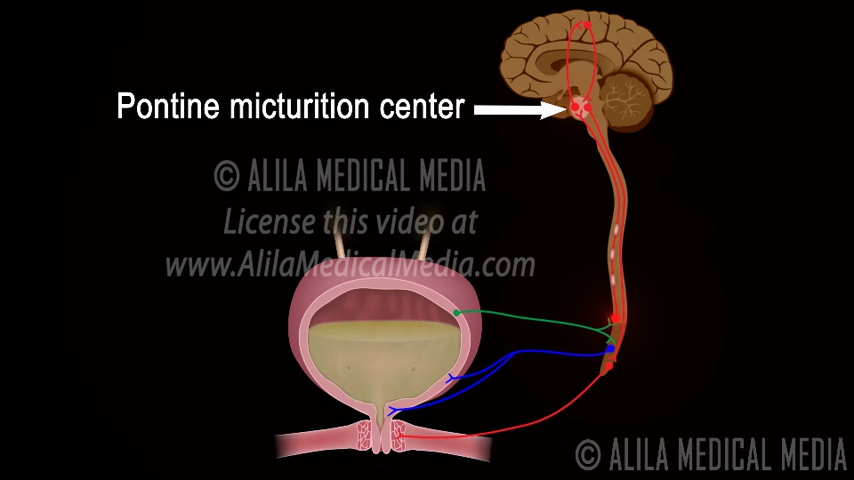 Pontine micturition center
© ALILA MEDICAL MEDIA
License this video at
www.AlilaMedicalMedia.com
© ALILA MEDICAL MEDIA